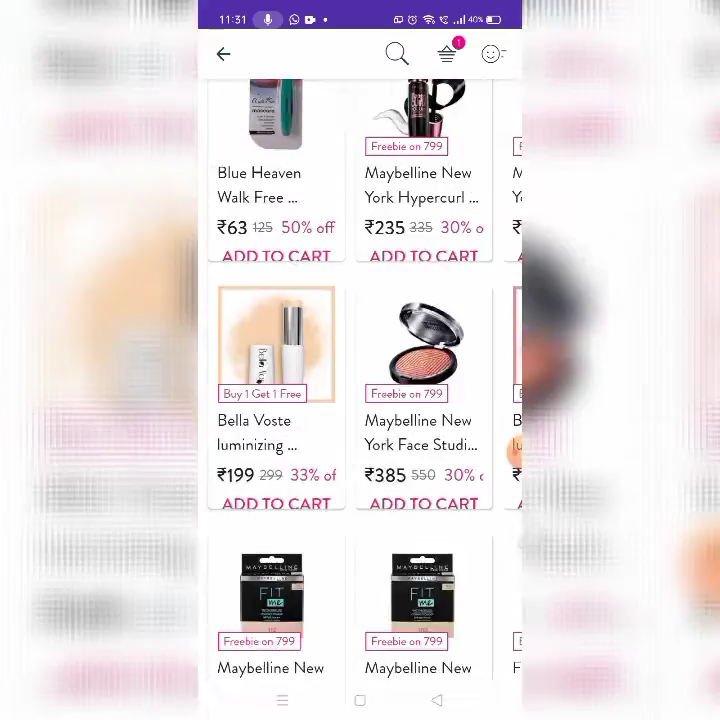 11:31
40%
1
Freebie on 799
Blue Heaven
Walk Free ...
₹63 125 50% off
ADD TO CART
Maybelline New
York Hypercurl ...
₹235 335 30% o
ADD TO CART
Buy 1 Get 1 Free
Bella Voste
luminizing ...
₹199 299 33% of
ADD TO CART
Freebie on 799
Maybelline New
York Face Studi...
₹385 550 30%
ADD TO CART
MAYBELLINE
FIT
me
Freebie on 799
Maybelline New
MAYBELLINE
FIT
me
Freebie on 799
Maybelline New